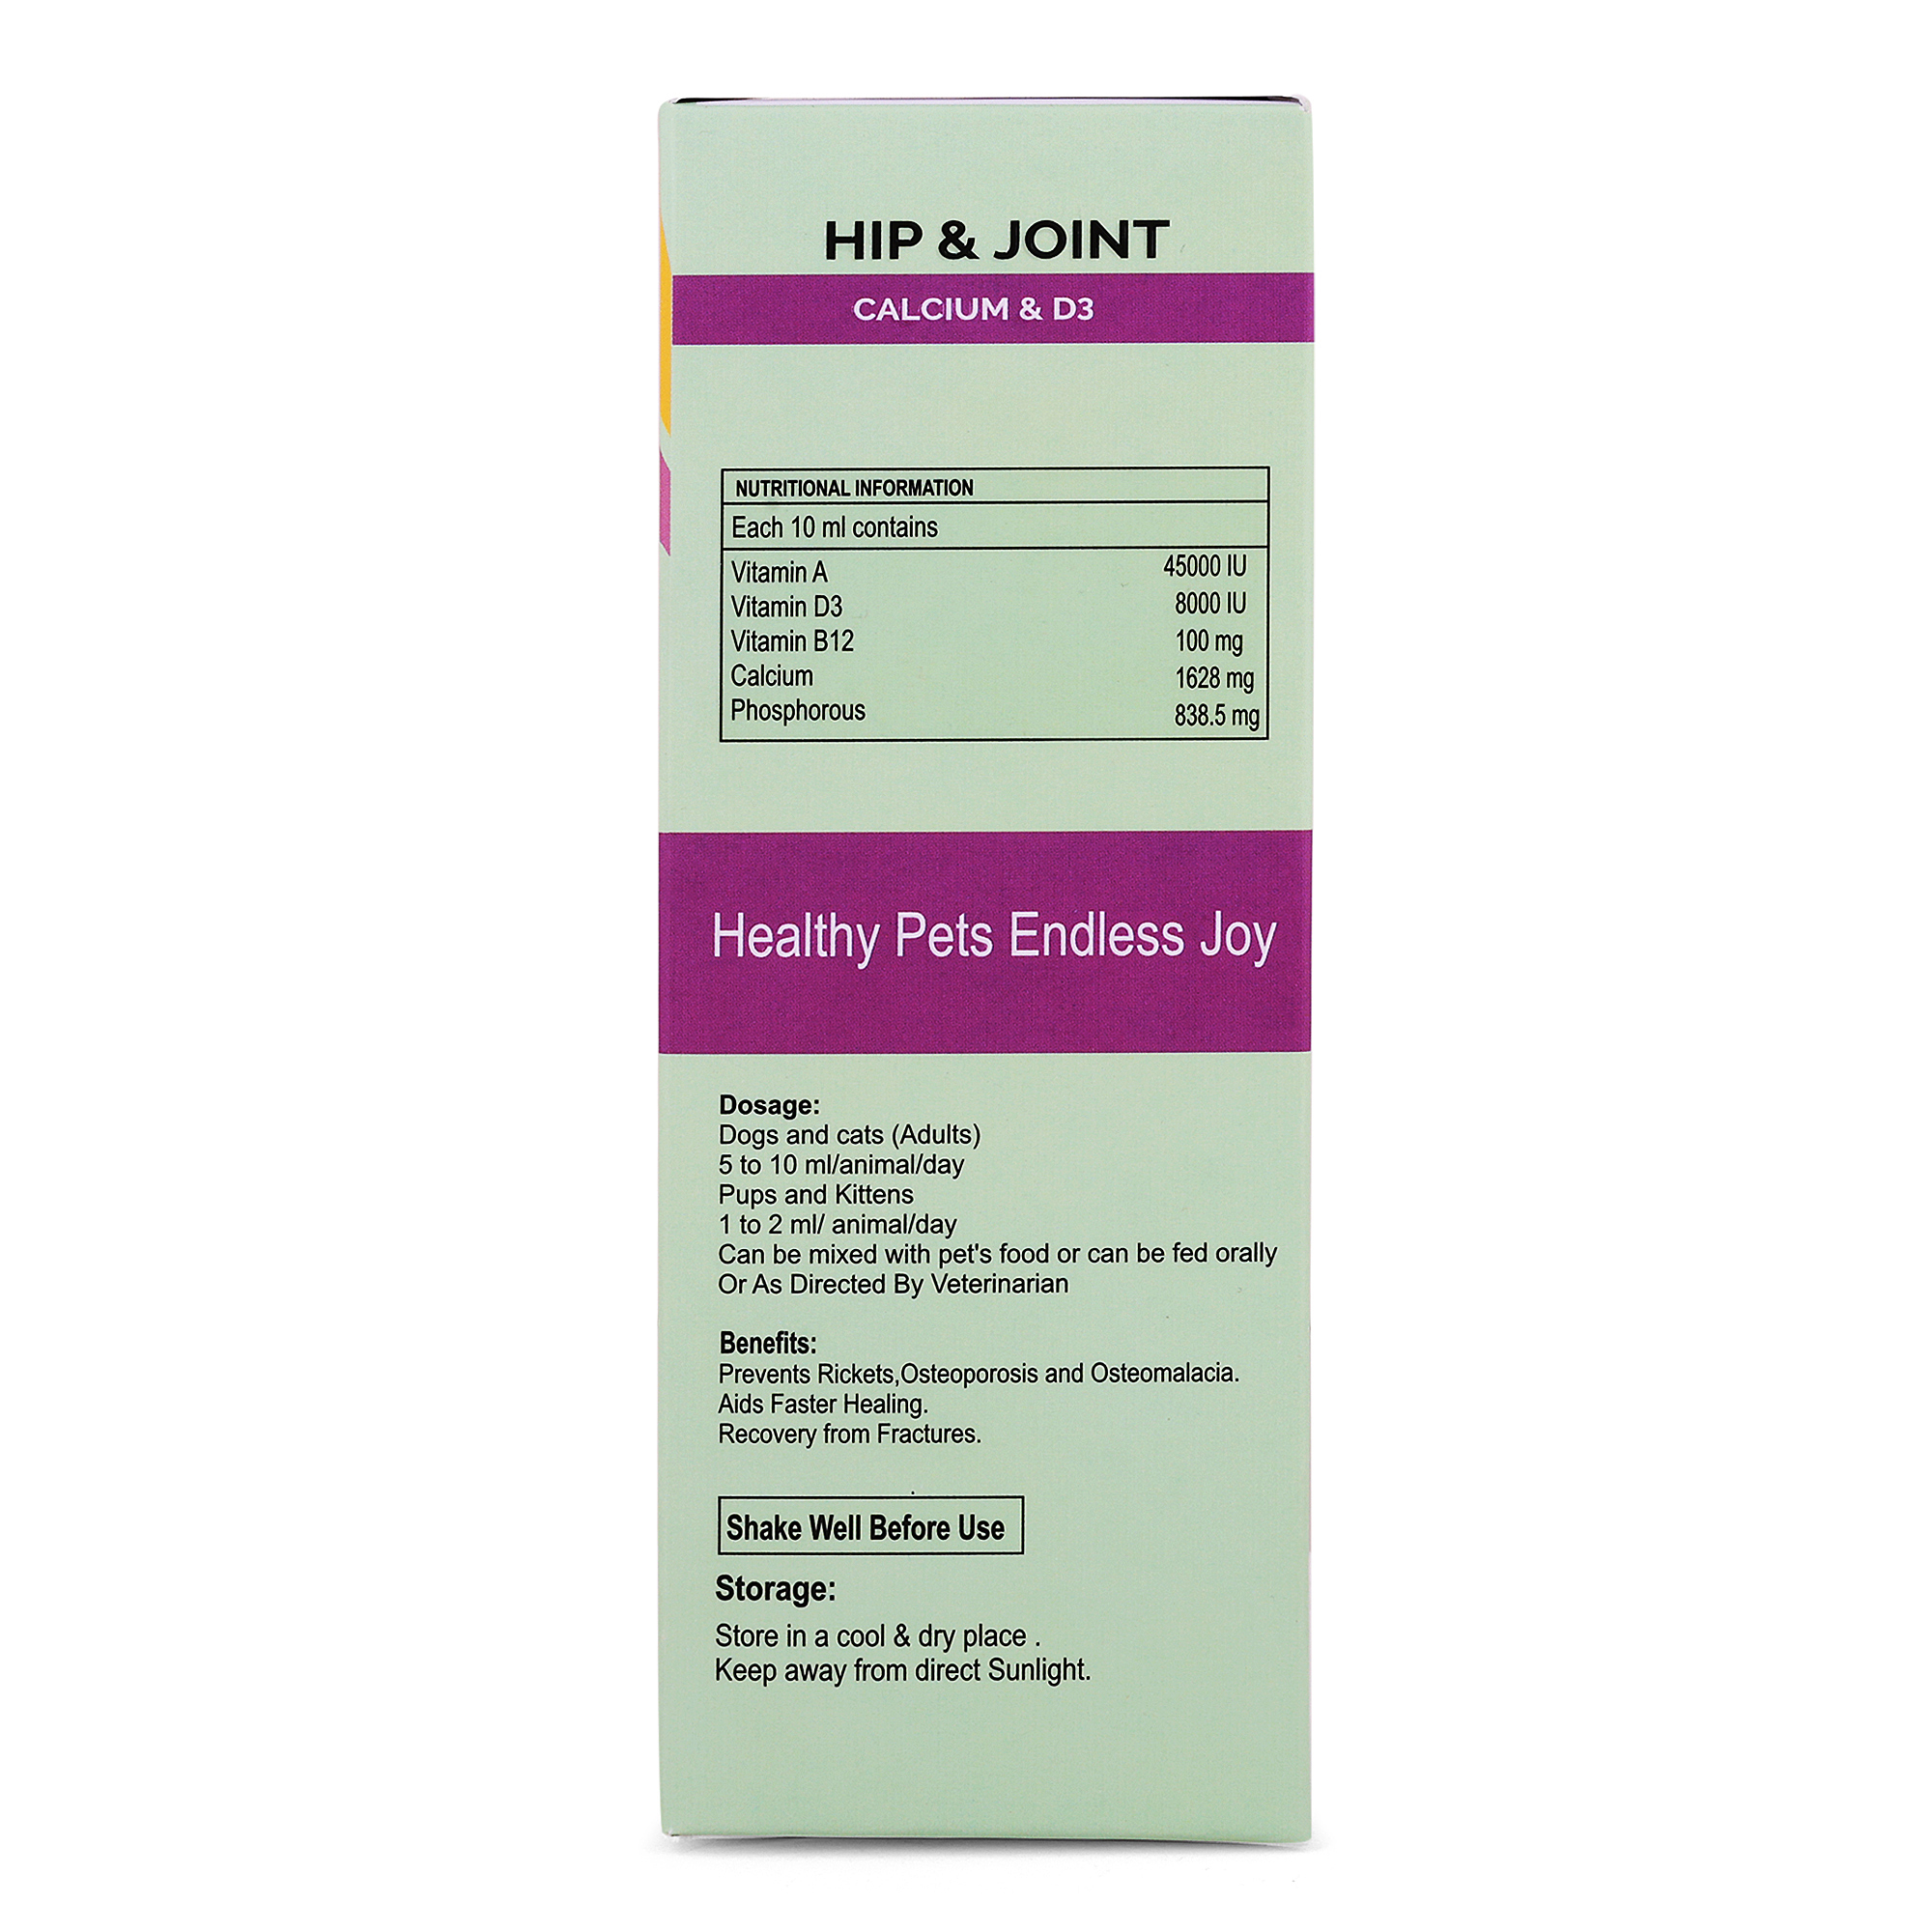 HIP & JOINT
CALCIUM & D3
NUTRITIONAL INFORMATION
Each 10 ml contains
Vitamin A 45000 IU
Vitamin D3 8000 IU
Vitamin B12 100 mg
Calcium 1628 mg
Phosphorous 838.5 mg
Healthy Pets Endless Joy
Dosage:
Dogs and cats (Adults)
5 to 10 ml/animal/day
Pups and Kittens
1 to 2 ml/ animal/day
Can be mixed with pet's food or can be fed orally
Or As Directed By Veterinarian
Benefits:
Prevents Rickets,Osteoporosis and Osteomalacia.
Aids Faster Healing.
Recovery from Fractures.
Shake Well Before Use
Storage:
Store in a cool & dry place .
Keep away from direct Sunlight.